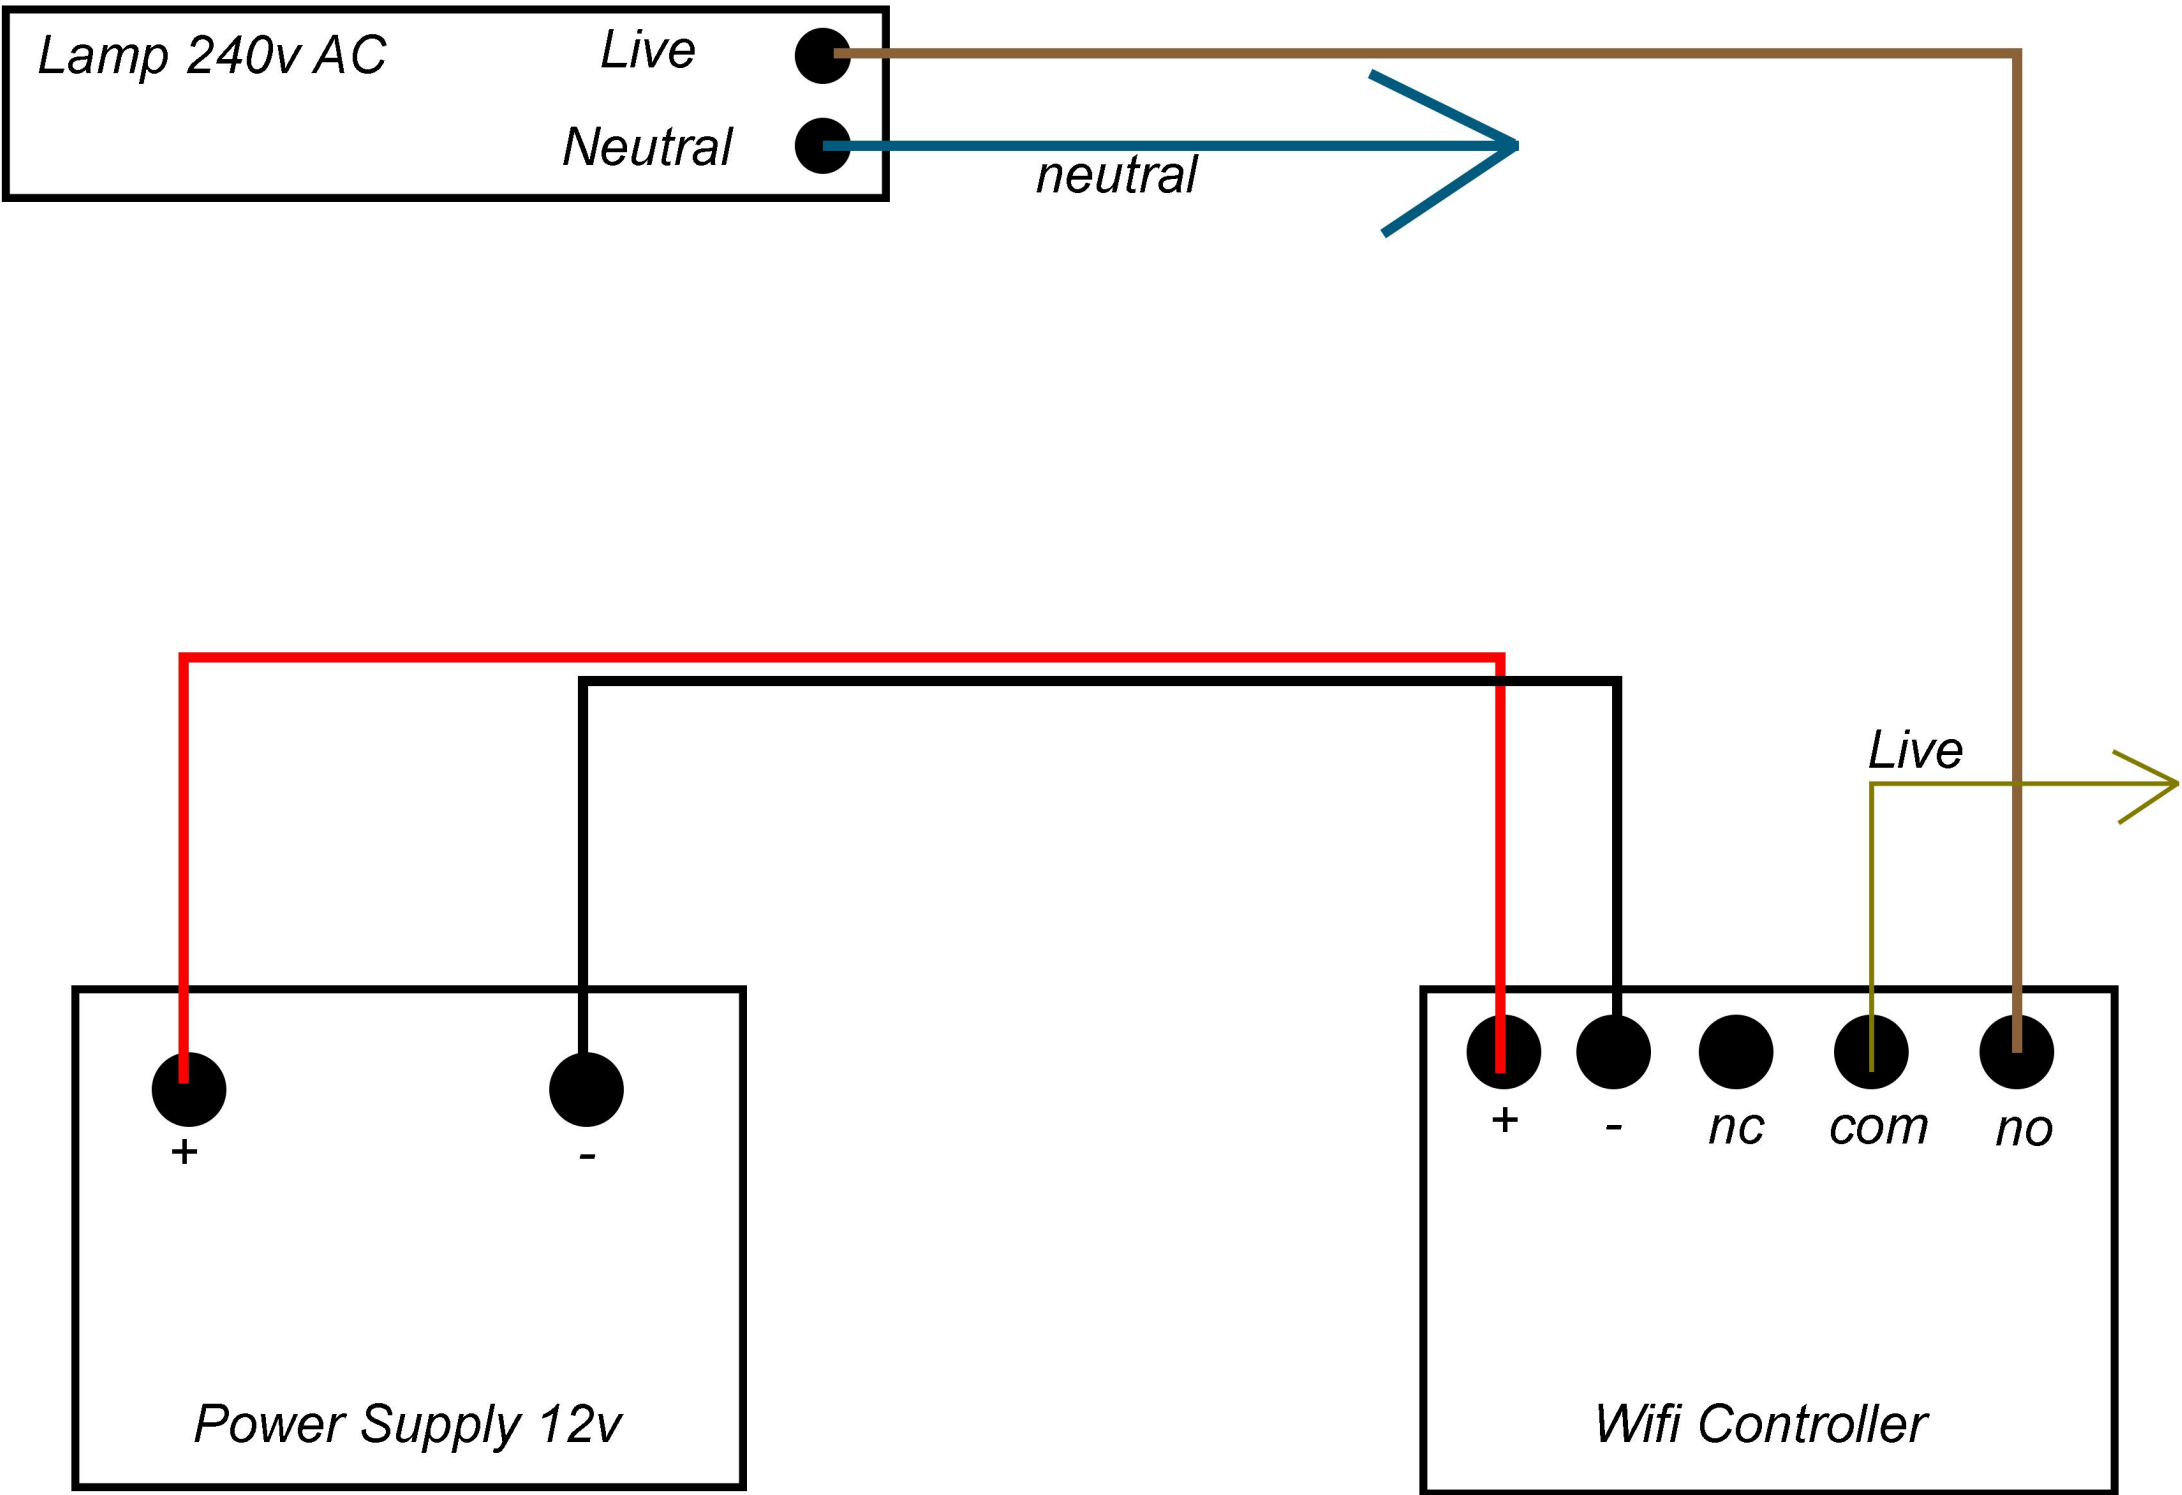 Lamp 240v AC
Live
Neutral
neutral
Live
+
-
+
-
nc
com
no
Power Supply 12v
Wifi Controller